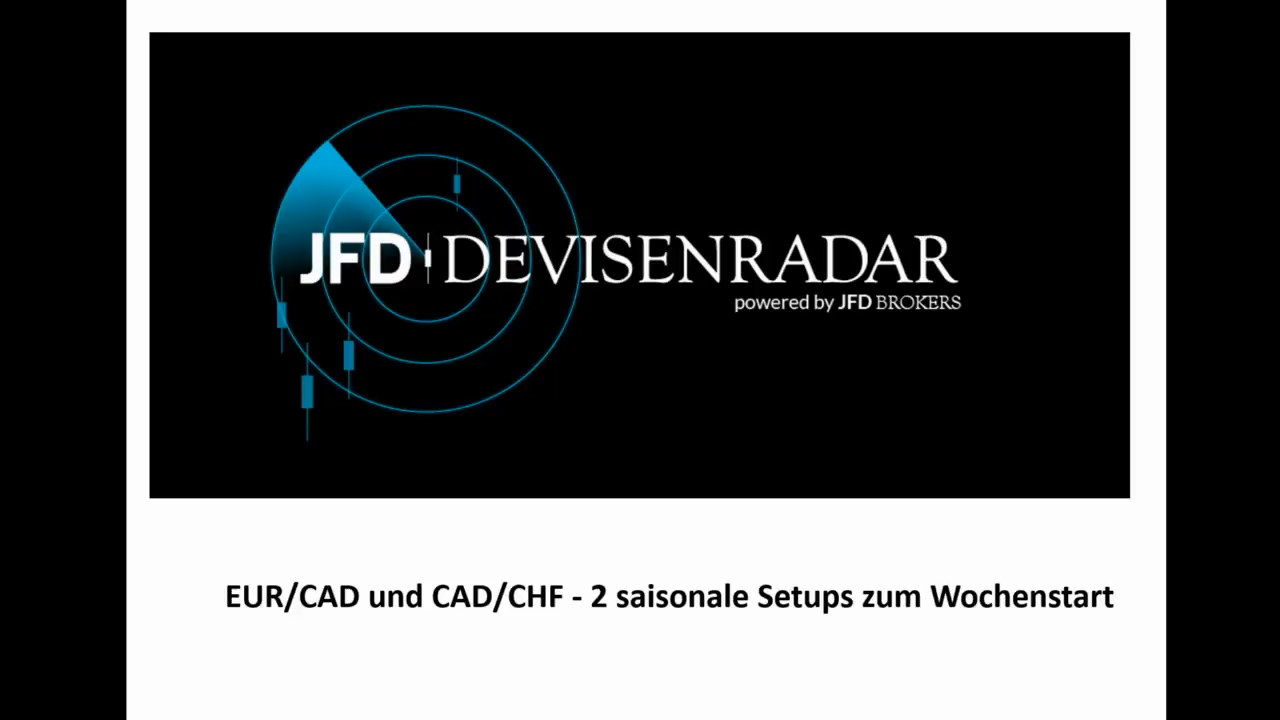 JFD DEVISENRADAR
powered by JFD BROKERS
EUR/CAD und CAD/CHF - 2 saisonale Setups zum Wochenstart